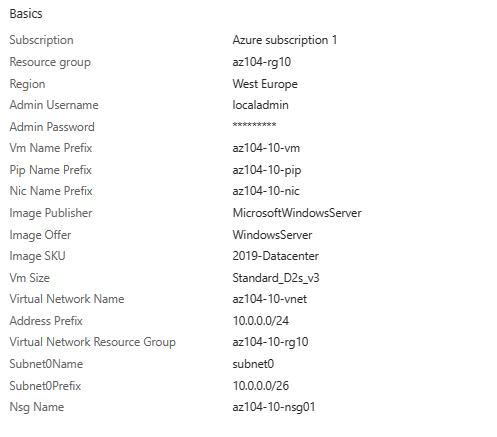 Basics
Subscription Azure subscription 1
Resource group az104-rg10
Region West Europe
Admin Username localadmin
Admin Password *********
Vm Name Prefix az104-10-vm
Pip Name Prefix az104-10-pip
Nic Name Prefix az104-10-nic
Image Publisher MicrosoftWindowsServer
Image Offer WindowsServer
Image SKU 2019-Datacenter
Vm Size Standard_D2s_v3
Virtual Network Name az104-10-vnet
Address Prefix 10.0.0.0/24
Virtual Network Resource Group az104-rg10
Subnet0Name subnet0
Subnet0Prefix 10.0.0.0/26
Nsg Name az104-10-nsg01